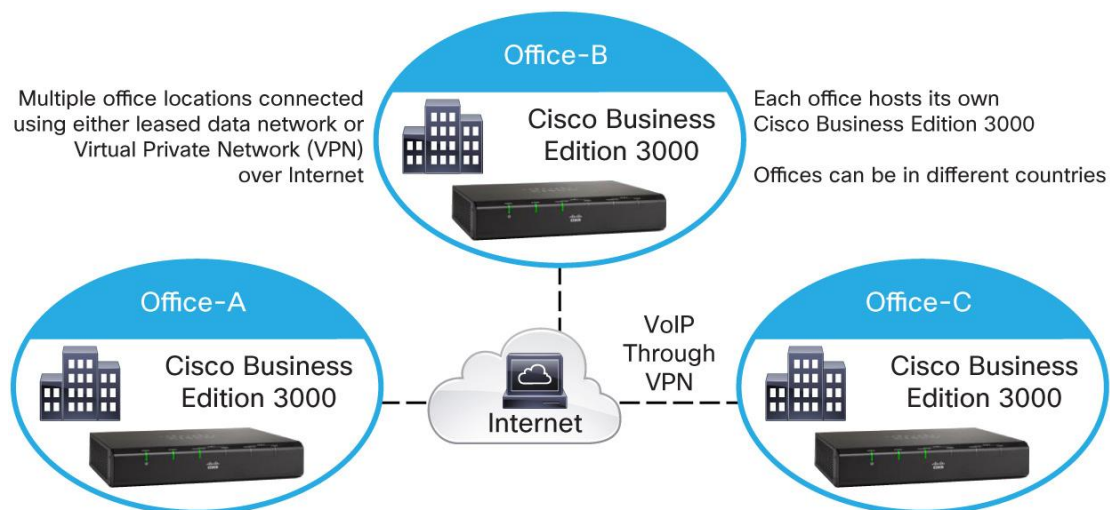 Office-B
Multiple office locations connected
using either leased data network or
Virtual Private Network (VPN)
over Internet
Cisco Business
Edition 3000
Each office hosts its own
Cisco Business Edition 3000
Offices can be in different countries
Office-A
Cisco Business
Edition 3000
Internet
VoIP
Through
VPN
Office-C
Cisco Business
Edition 3000